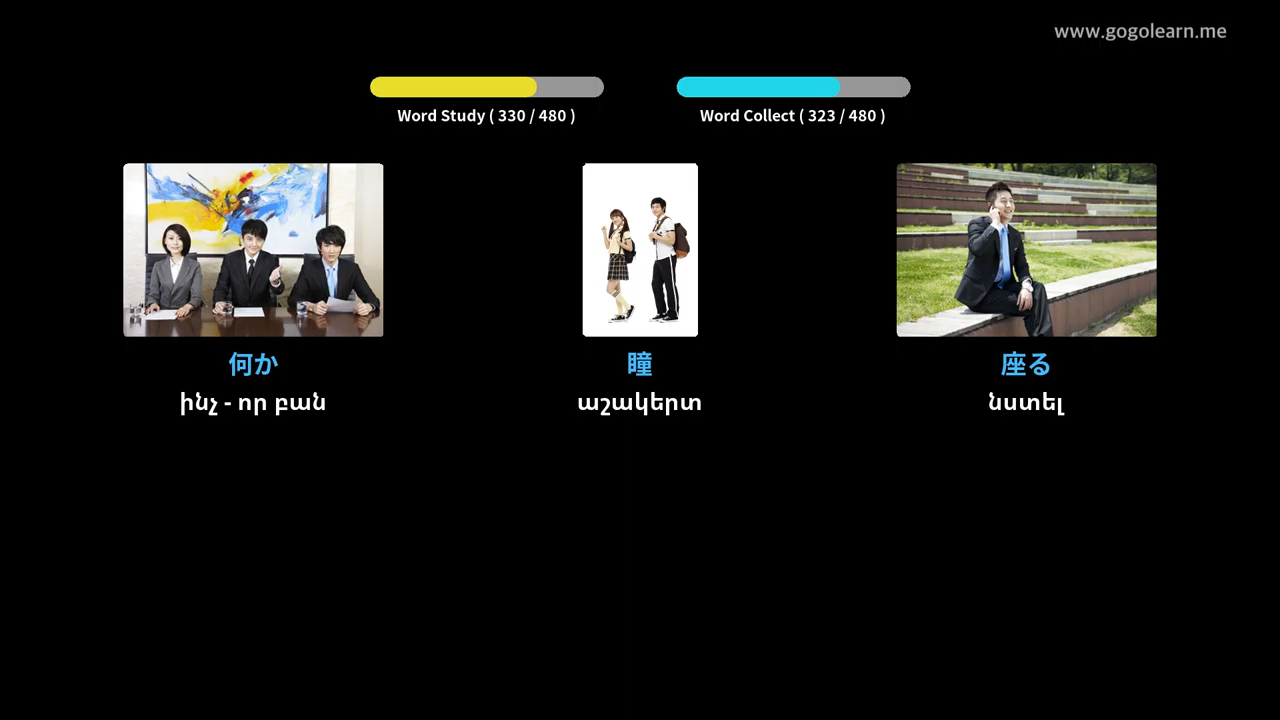 www.gogolearn.me
Word Study ( 330 / 480 )
Word Collect ( 323 / 480 )
何か
瞳
座る
ինչ - որ բան
աշակերտ
նստել